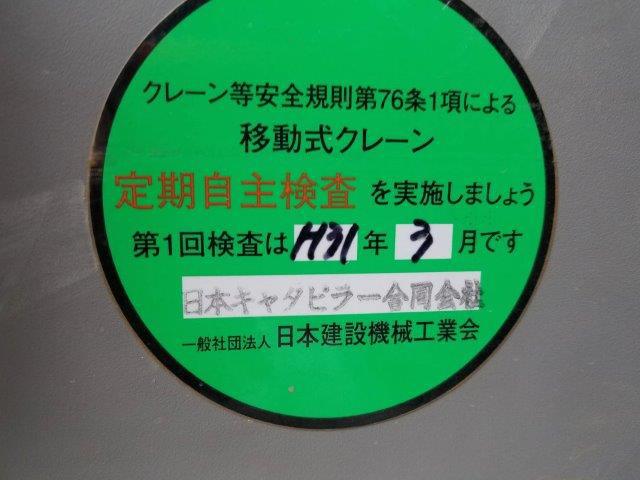 クレーン等安全規則第76条1項による
移動式クレーン
定期自主検査を実施しましょう
第1回検査はH31年3月です
日本キャタピラー合同会社
一般社団法人 日本建設機械工業会